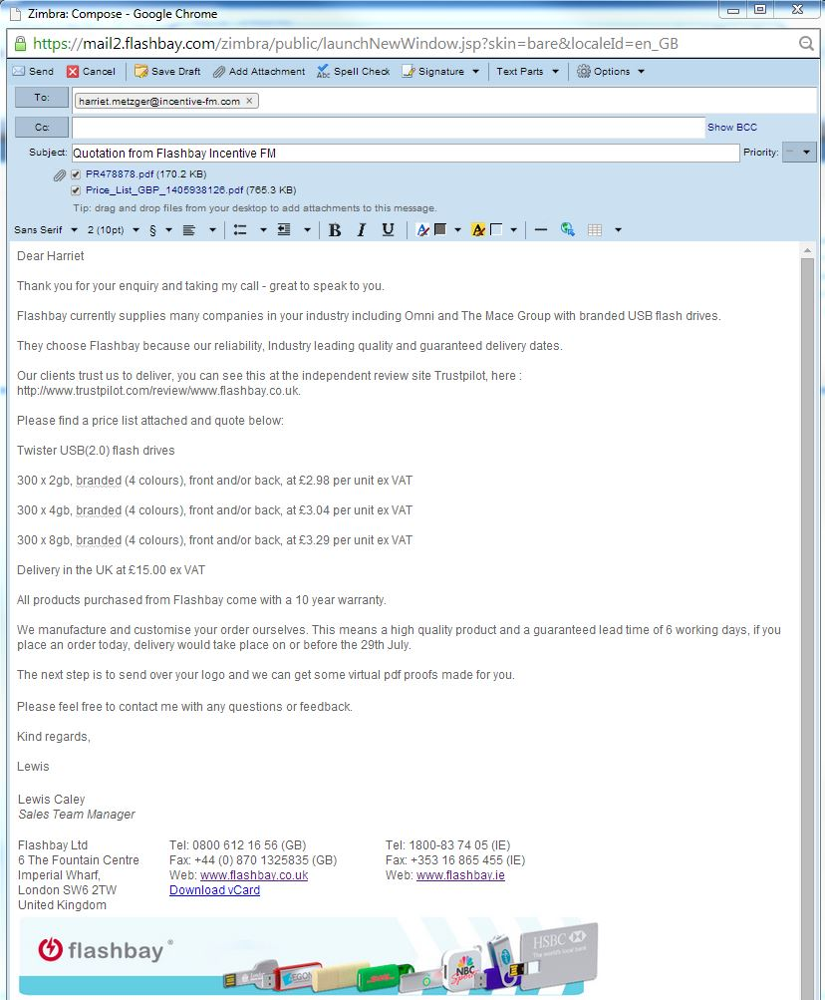 Zimbra: Compose - Google Chrome
https://mail2.flashbay.com/zimbra/public/launchNewWindow.jsp?skin=bare&localeId=en_GB
Send Cancel Save Draft Add Attachment Spell Check Signature Text Parts Options
To: harriet.metzger@incentive-fm.com ×
Cc: Show BCC
Subject: Quotation from Flashbay Incentive FM Priority:
PR478878.pdf (170.2 KB)
Price_List_GBP_1405938126.pdf (765.3 KB)
Tip: drag and drop files from your desktop to add attachments to this message.
Sans Serif 2 (10pt) § B I U
Dear Harriet
Thank you for your enquiry and taking my call - great to speak to you.
Flashbay currently supplies many companies in your industry including Omni and The Mace Group with branded USB flash drives.
They choose Flashbay because our reliability, Industry leading quality and guaranteed delivery dates.
Our clients trust us to deliver, you can see this at the independent review site Trustpilot, here :
http://www.trustpilot.com/review/www.flashbay.co.uk.
Please find a price list attached and quote below:
Twister USB(2.0) flash drives
300 x 2gb, branded (4 colours), front and/or back, at £2.98 per unit ex VAT
300 x 4gb, branded (4 colours), front and/or back, at £3.04 per unit ex VAT
300 x 8gb, branded (4 colours), front and/or back, at £3.29 per unit ex VAT
Delivery in the UK at £15.00 ex VAT
All products purchased from Flashbay come with a 10 year warranty.
We manufacture and customise your order ourselves. This means a high quality product and a guaranteed lead time of 6 working days, if you
place an order today, delivery would take place on or before the 29th July.
The next step is to send over your logo and we can get some virtual pdf proofs made for you.
Please feel free to contact me with any questions or feedback.
Kind regards,
Lewis
Lewis Caley
Sales Team Manager
Flashbay Ltd Tel: 0800 612 16 56 (GB) Tel: 1800-83 74 05 (IE)
6 The Fountain Centre Fax: +44 (0) 870 1325835 (GB) Fax: +353 16 865 455 (IE)
Imperial Wharf, Web: www.flashbay.co.uk Web: www.flashbay.ie
London SW6 2TW Download vCard
United Kingdom
flashbay®
HSBC
The world's local bank
AEGON
DHL
NBC
Sports